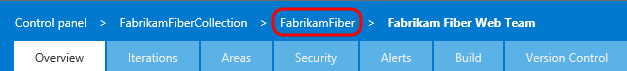 Control panel > FabrikamFiberCollection > FabrikamFiber > Fabrikam Fiber Web Team
Overview Iterations Areas Security Alerts Build Version Control